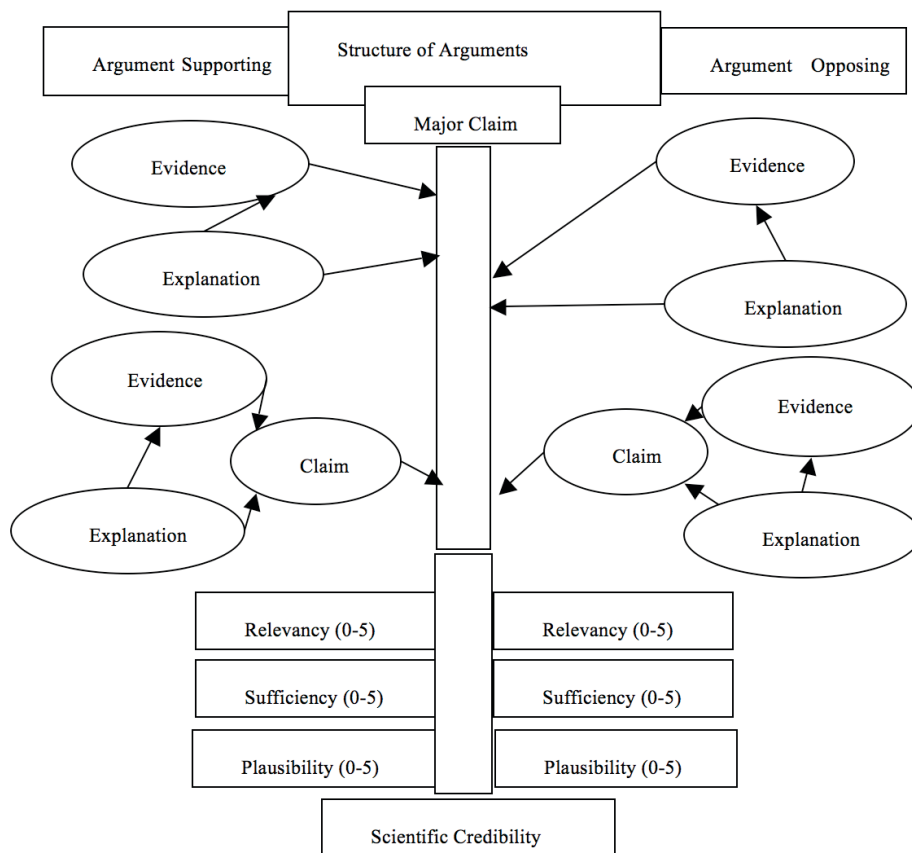 Structure of Arguments
Argument Supporting
Argument Opposing
Major Claim
Evidence
Evidence
Explanation
Explanation
Evidence
Evidence
Claim
Claim
Explanation
Explanation
Relevancy (0-5)
Relevancy (0-5)
Sufficiency (0-5)
Sufficiency (0-5)
Plausibility (0-5)
Plausibility (0-5)
Scientific Credibility